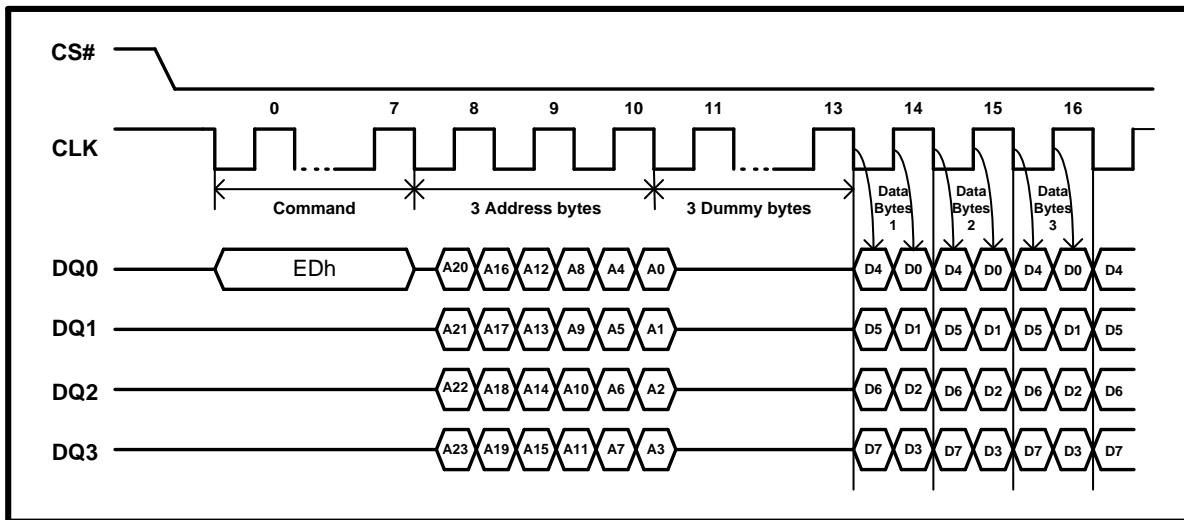 CS#
0 7 8 9 10 11 13 14 15 16
CLK
Command 3 Address bytes 3 Dummy bytes
Data Bytes 1
Data Bytes 2
Data Bytes 3
DQ0 EDh A20 A16 A12 A8 A4 A0 D4 D0 D4 D0 D4 D0 D4
DQ1 A21 A17 A13 A9 A5 A1 D5 D1 D5 D1 D5 D1 D5
DQ2 A22 A18 A14 A10 A6 A2 D6 D2 D6 D2 D6 D2 D6
DQ3 A23 A19 A15 A11 A7 A3 D7 D3 D7 D3 D7 D3 D7